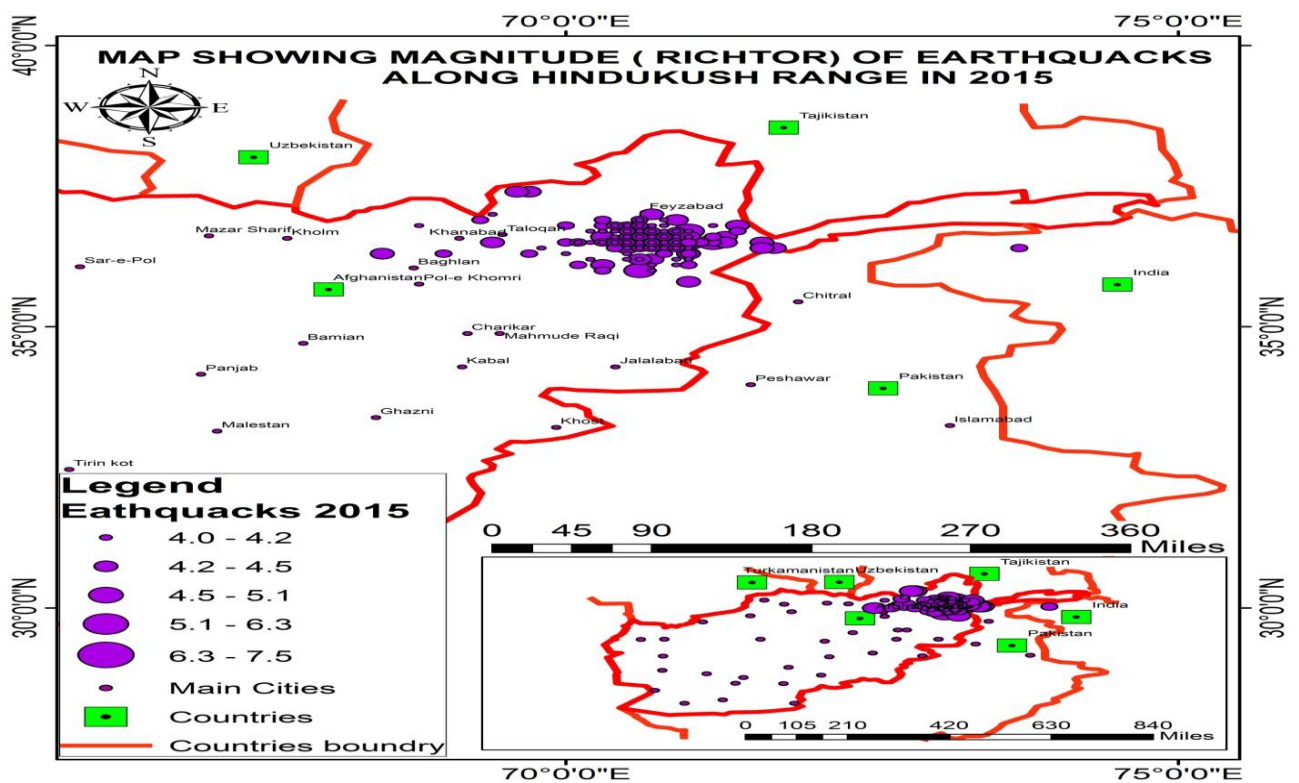 70°0'0"E
75°0'0"E
40°0'0"N
MAP SHOWING MAGNITUDE ( RICHTOR) OF EARTHQUACKS
ALONG HINDUKUSH RANGE IN 2015
N
W
E
S
Tajikistan
Uzbekistan
Feyzabad
Mazar Sharif
Kholm
Khanabad
Taloqan
Sar-e-Pol
Baghlan
Afghanistan
Pol-e Khomri
India
Chitral
35°0'0"N
35°0'0"N
Charikar
Mahmude Raqi
Bamian
Kabal
Jalalabad
Panjab
Peshawar
Pakistan
Ghazni
Malestan
Khost
Islamabad
Tirin kot
Legend
Eathquacks 2015
4.0 - 4.2
4.2 - 4.5
4.5 - 5.1
5.1 - 6.3
6.3 - 7.5
Main Cities
Countries
Countries boundry
0 45 90 180 270 360
Miles
30°0'0"N
30°0'0"N
Turkamanistan
Uzbekistan
Tajikistan
India
Pakistan
0 105 210 420 630 840
Miles
70°0'0"E
75°0'0"E